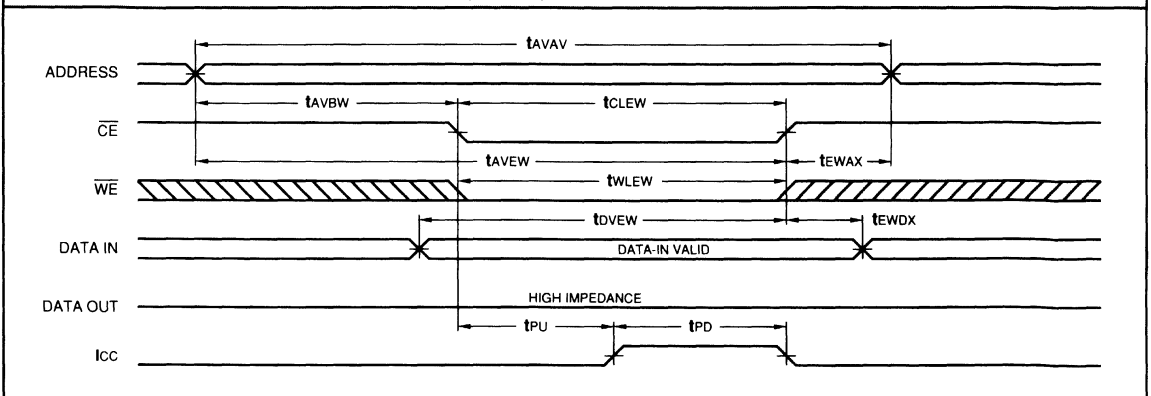 tAVAV
ADDRESS
tAVBW
tCLEW
CE
tAVEW
tEWAX
WE
tWLEW
tDVEW
tEWDX
DATA IN
DATA-IN VALID
DATA OUT
HIGH IMPEDANCE
tPU
tPD
ICC